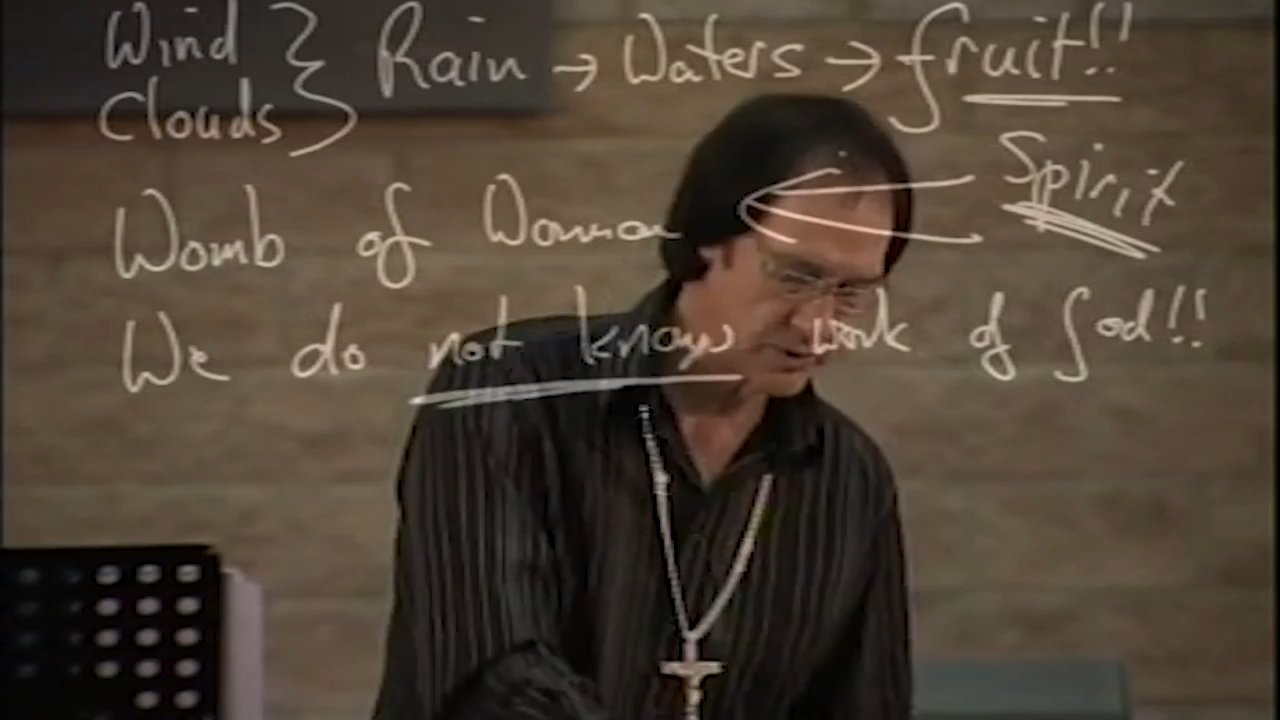 Wind } Rain → Waters → fruit!!
Clouds
Womb of Woman ← Spirit
We do not know work of God!!